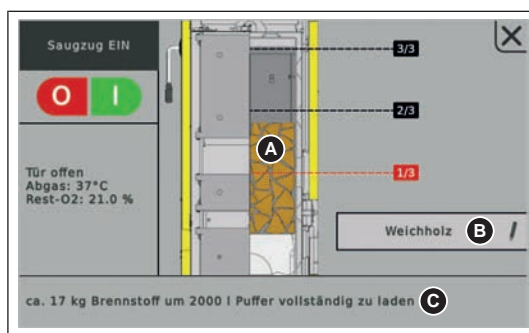 Saugzug EIN
O I
3/3
2/3
A
1/3
Tür offen
Abgas: 37°C
Rest-O2: 21.0 %
Weichholz B
ca. 17 kg Brennstoff um 2000 l Puffer vollständig zu laden C